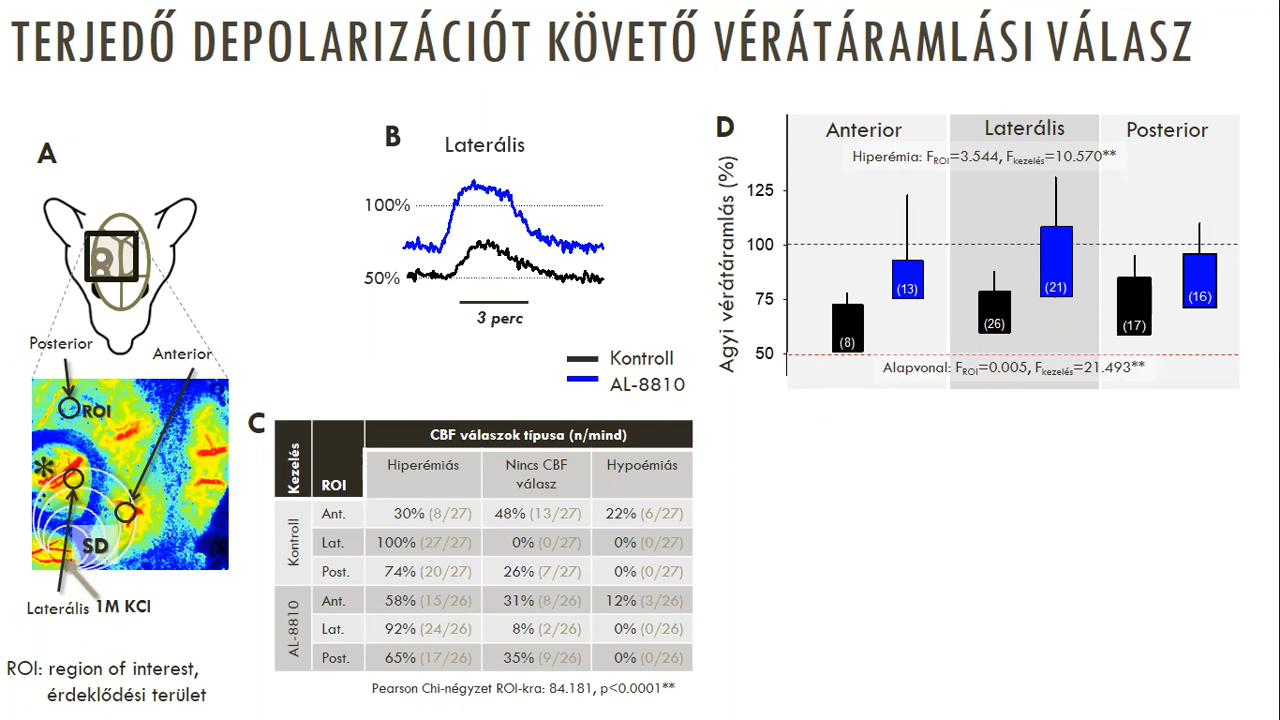 TERJEDŐ DEPOLARIZÁCIÓT KÖVETŐ VÉRÁTÁRAMLÁSI VÁLASZ
A
Posterior
Anterior
ROI
*
SD
Laterális
1M KCl
ROI: region of interest,
érdeklődési terület
B
Laterális
100%
50%
3 perc
Kontroll
AL-8810
C
Kezelés
ROI
CBF válaszok típusa (n/mind)
Hiperémiás
Nincs CBF
válasz
Hypoémiás
Kontroll
Ant. 30% (8/27) 48% (13/27) 22% (6/27)
Lat. 100% (27/27) 0% (0/27) 0% (0/27)
Post. 74% (20/27) 26% (7/27) 0% (0/27)
AL-8810
Ant. 58% (15/26) 31% (8/26) 12% (3/26)
Lat. 92% (24/26) 8% (2/26) 0% (0/26)
Post. 65% (17/26) 35% (9/26) 0% (0/26)
Pearson Chi-négyzet ROI-kra: 84.181, p<0.0001**
D
Anterior
Laterális
Posterior
Hiperémia: FROI=3.544, Fkezelés=10.570**
Agyi vérátáramlás (%)
125
100
75
50
(8)
(13)
(26)
(21)
(17)
(16)
Alapvonal: FROI=0.005, Fkezelés=21.493**